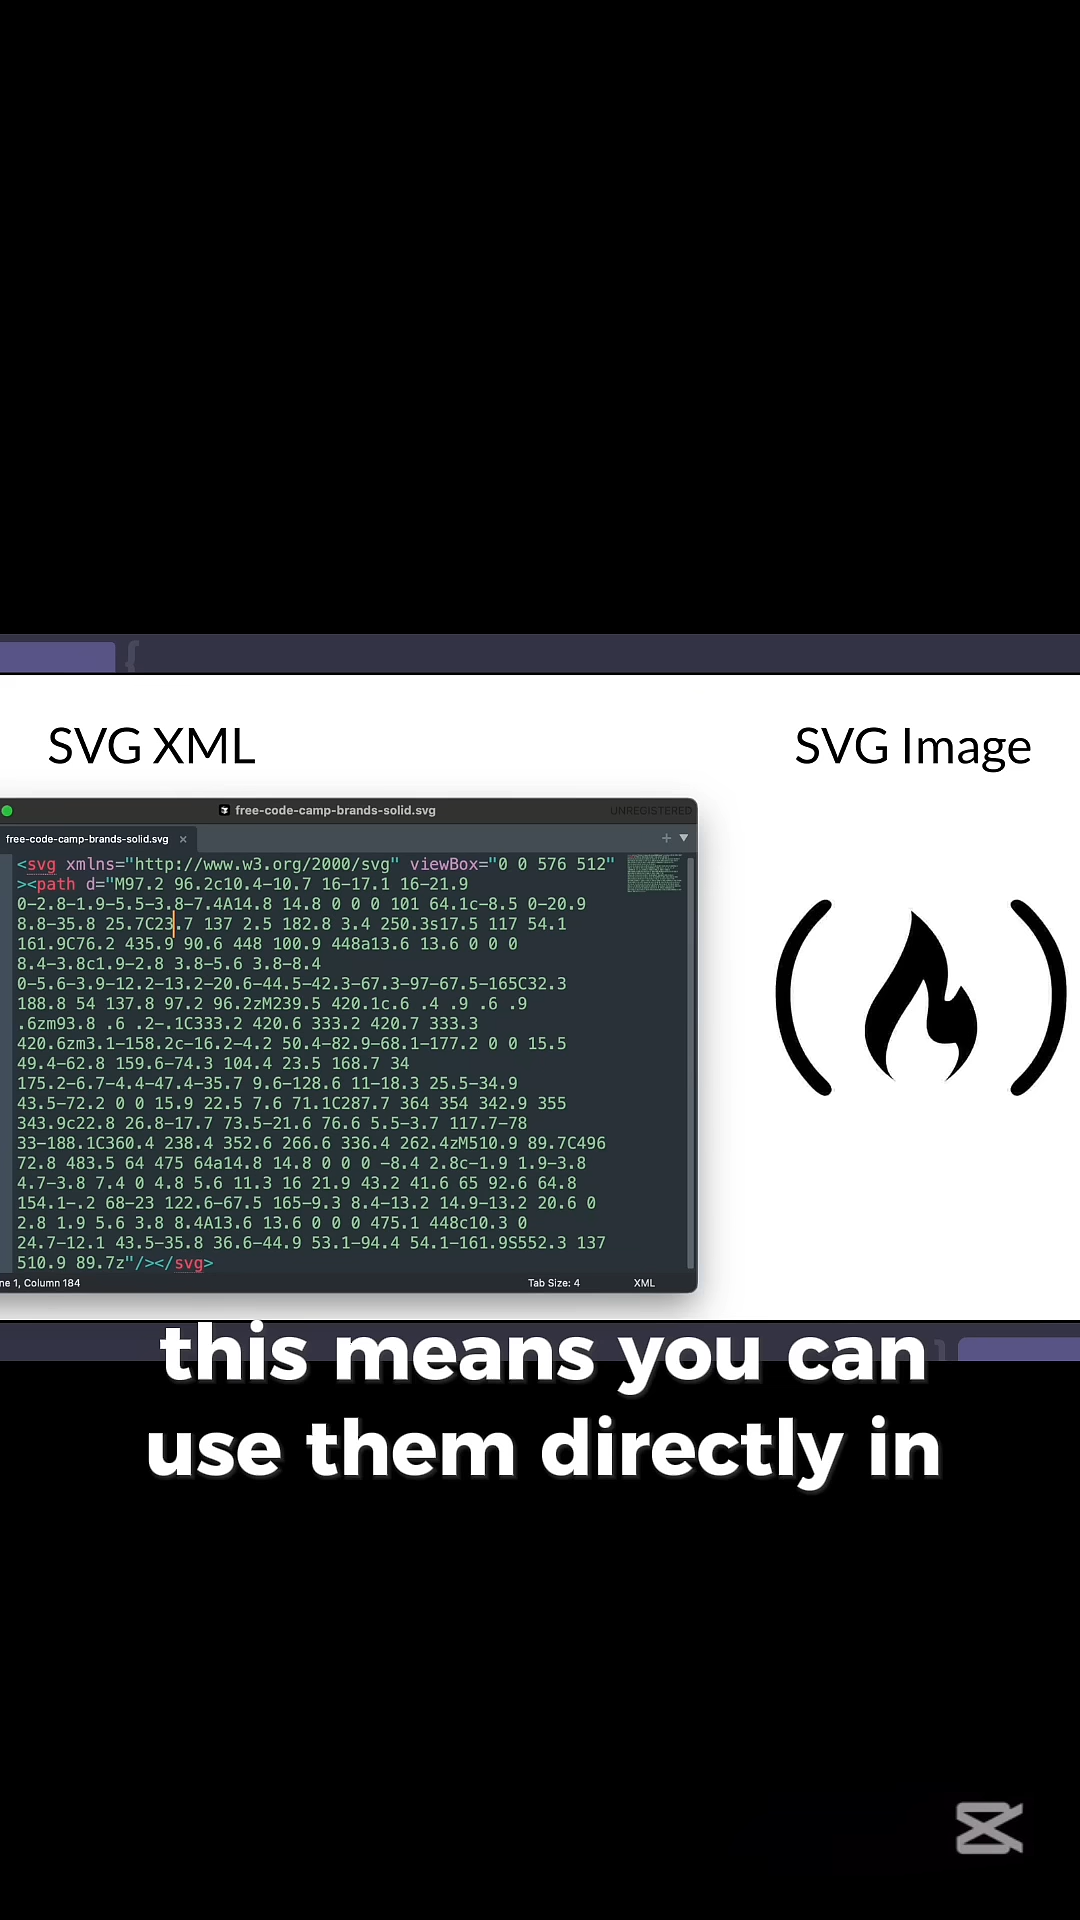 {
SVG XML
SVG Image
free-code-camp-brands-solid.svg
UNREGISTERED
free-code-camp-brands-solid.svg × + ▼
<svg xmlns="http://www.w3.org/2000/svg" viewBox="0 0 576 512"
><path d="M97.2 96.2c10.4-10.7 16-17.1 16-21.9
0-2.8-1.9-5.5-3.8-7.4A14.8 14.8 0 0 0 101 64.1c-8.5 0-20.9
8.8-35.8 25.7C23.7 137 2.5 182.8 3.4 250.3s17.5 117 54.1
161.9C76.2 435.9 90.6 448 100.9 448a13.6 13.6 0 0 0
8.4-3.8c1.9-2.8 3.8-5.6 3.8-8.4
0-5.6-3.9-12.2-13.2-20.6-44.5-42.3-67.3-97-67.5-165C32.3
188.8 54 137.8 97.2 96.2zM239.5 420.1c.6 .4 .9 .6 .9
.6zm93.8 .6 .2-.1C333.2 420.6 333.2 420.7 333.3
420.6zm3.1-158.2c-16.2-4.2 50.4-82.9-68.1-177.2 0 0 15.5
49.4-62.8 159.6-74.3 104.4 23.5 168.7 34
175.2-6.7-4.4-47.4-35.7 9.6-128.6 11-18.3 25.5-34.9
43.5-72.2 0 0 15.9 22.5 7.6 71.1C287.7 364 354 342.9 355
343.9c22.8 26.8-17.7 73.5-21.6 76.6 5.5-3.7 117.7-78
33-188.1C360.4 238.4 352.6 266.6 336.4 262.4zM510.9 89.7C496
72.8 483.5 64 475 64a14.8 14.8 0 0 0 -8.4 2.8c-1.9 1.9-3.8
4.7-3.8 7.4 0 4.8 5.6 11.3 16 21.9 43.2 41.6 65 92.6 64.8
154.1-.2 68-23 122.6-67.5 165-9.3 8.4-13.2 14.9-13.2 20.6 0
2.8 1.9 5.6 3.8 8.4A13.6 13.6 0 0 0 475.1 448c10.3 0
24.7-12.1 43.5-35.8 36.6-44.9 53.1-94.4 54.1-161.9S552.3 137
510.9 89.7z"/></svg>
ne 1, Column 184
Tab Size: 4
XML
this means you can
use them directly in